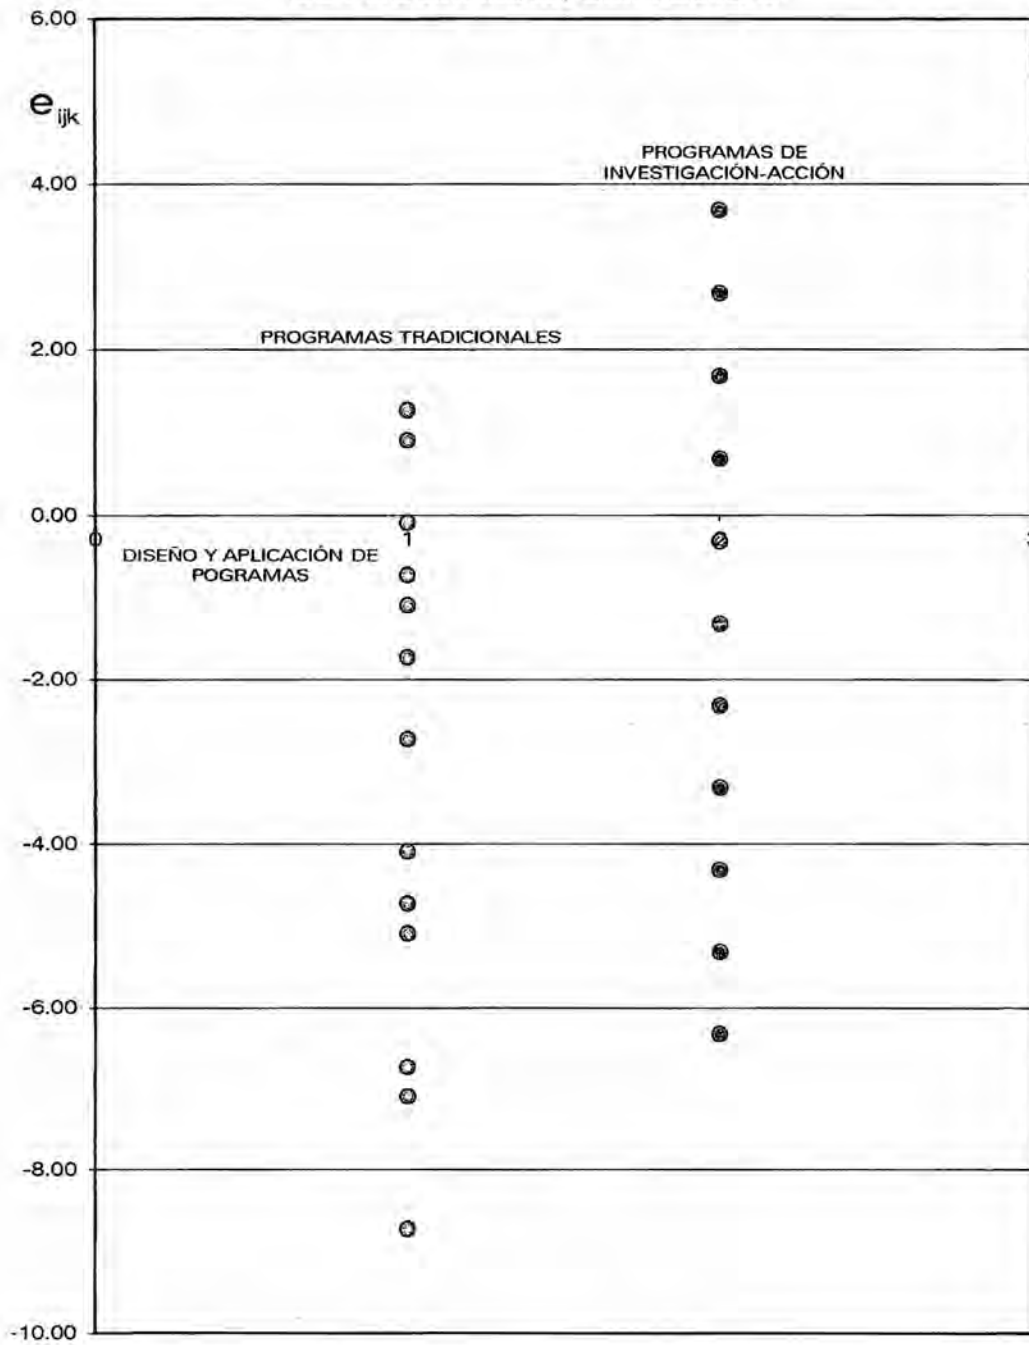 6.00
e ijk
PROGRAMAS DE
INVESTIGACIÓN-ACCIÓN
4.00
PROGRAMAS TRADICIONALES
2.00
0.00
0
1
DISEÑO Y APLICACIÓN DE
POGRAMAS
-2.00
-4.00
-6.00
-8.00
-10.00